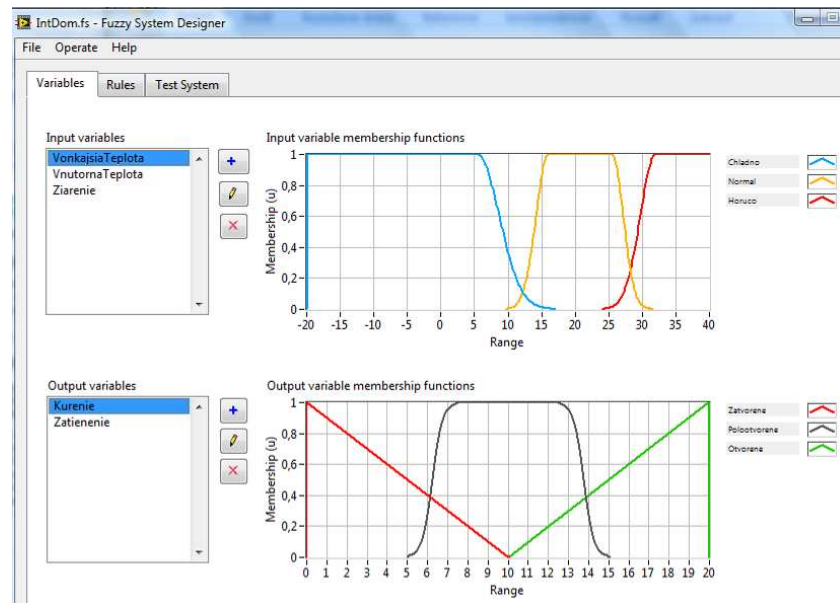 IntDom.fs - Fuzzy System Designer
File Operate Help
Variables Rules Test System
Input variables
VonkajsiaTeplota
VnutornaTeplota
Ziarenie
Input variable membership functions
Membership (u)
1
0,8
0,6
0,4
0,2
0
-20 -15 -10 -5 0 5 10 15 20 25 30 35 40
Range
Chladno
Normal
Horuco
Output variables
Kurenie
Zatienenie
Output variable membership functions
Membership (u)
1
0,8
0,6
0,4
0,2
0
0 1 2 3 4 5 6 7 8 9 10 11 12 13 14 15 16 17 18 19 20
Range
Zatvorene
Polootvorene
Otvorene